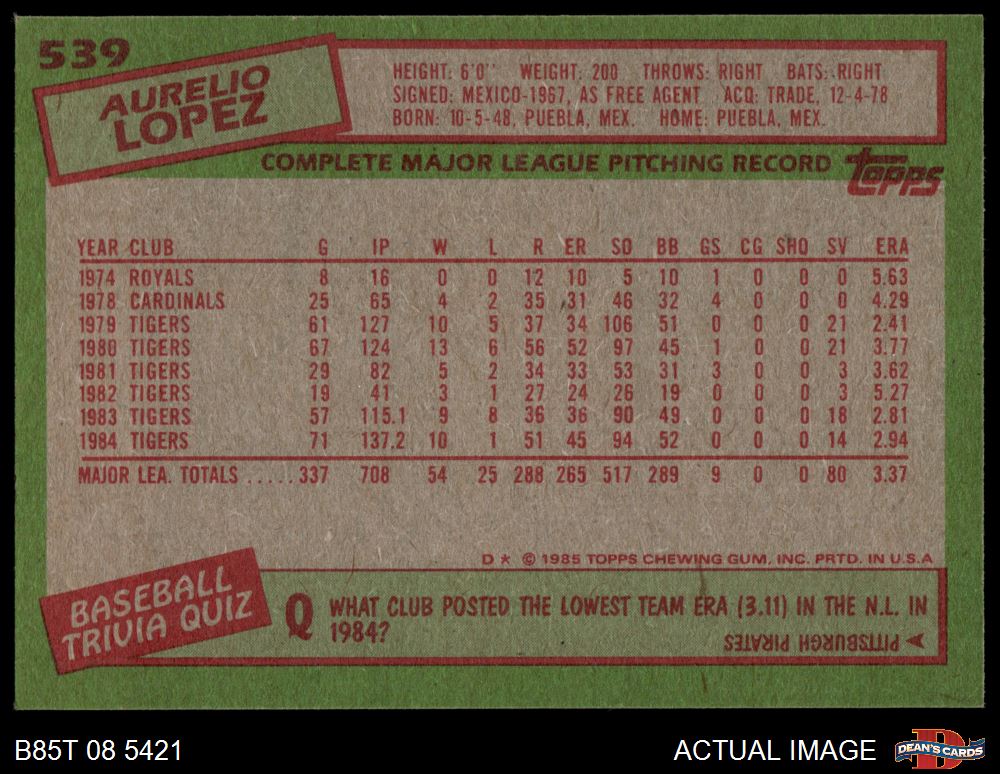 539
AURELIO
LOPEZ
HEIGHT: 6'0" WEIGHT: 200 THROWS: RIGHT BATS: RIGHT
SIGNED: MEXICO-1967, AS FREE AGENT ACQ: TRADE, 12-4-78
BORN: 10-5-48, PUEBLA, MEX. HOME: PUEBLA, MEX.
COMPLETE MAJOR LEAGUE PITCHING RECORD
Topps
YEAR CLUB G IP W L R ER SO BB GS CG SHO SV ERA
1974 ROYALS 8 16 0 0 12 10 5 10 1 0 0 0 5.63
1978 CARDINALS 25 65 4 2 35 31 46 32 4 0 0 0 4.29
1979 TIGERS 61 127 10 5 37 34 106 51 0 0 0 21 2.41
1980 TIGERS 67 124 13 6 56 52 97 45 1 0 0 21 3.77
1981 TIGERS 29 82 5 2 34 33 53 31 3 0 0 3 3.62
1982 TIGERS 19 41 3 1 27 24 26 19 0 0 0 3 5.27
1983 TIGERS 57 115.1 9 8 36 36 90 49 0 0 0 18 2.81
1984 TIGERS 71 137.2 10 1 51 45 94 52 0 0 0 14 2.94
MAJOR LEA. TOTALS ..... 337 708 54 25 288 265 517 289 9 0 0 80 3.37
D * © 1985 TOPPS CHEWING GUM, INC. PRTD. IN U.S.A
BASEBALL
TRIVIA QUIZ
Q WHAT CLUB POSTED THE LOWEST TEAM ERA (3.11) IN THE N.L. IN
1984?
PITTSBURGH PIRATES
B85T 08 5421
ACTUAL IMAGE
D
DEAN'S CARDS